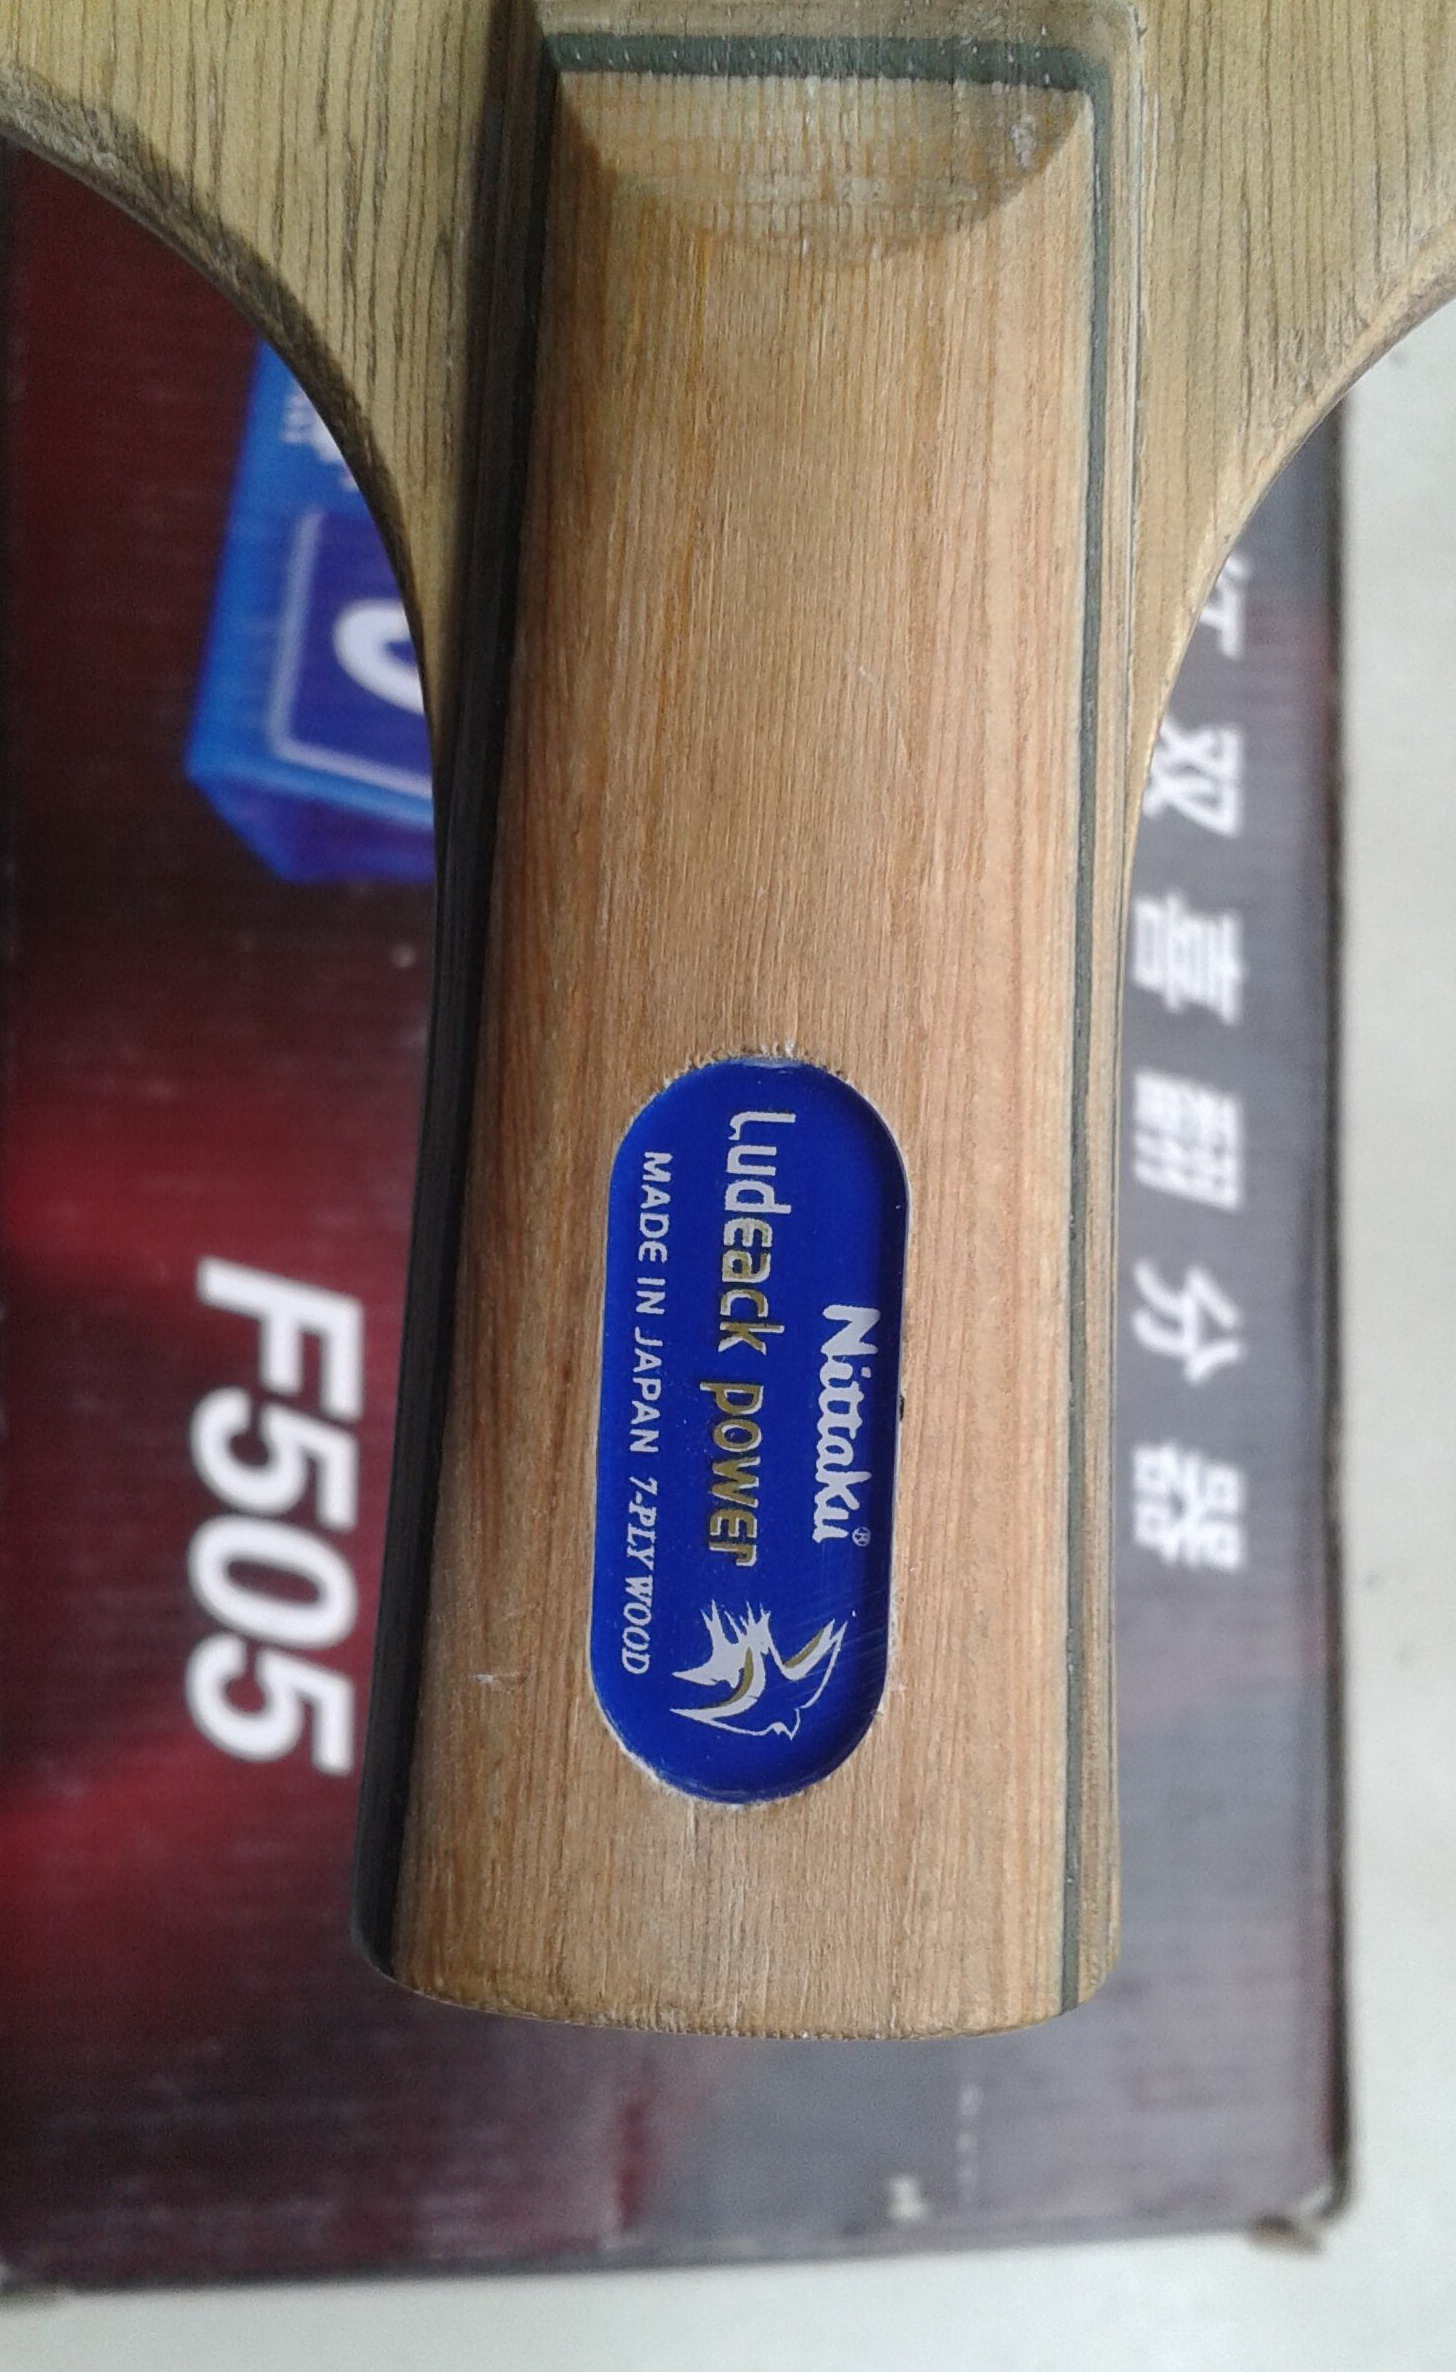 Nittaku®
Ludeack power
MADE IN JAPAN 7-PLY WOOD
双喜翻分器
F505